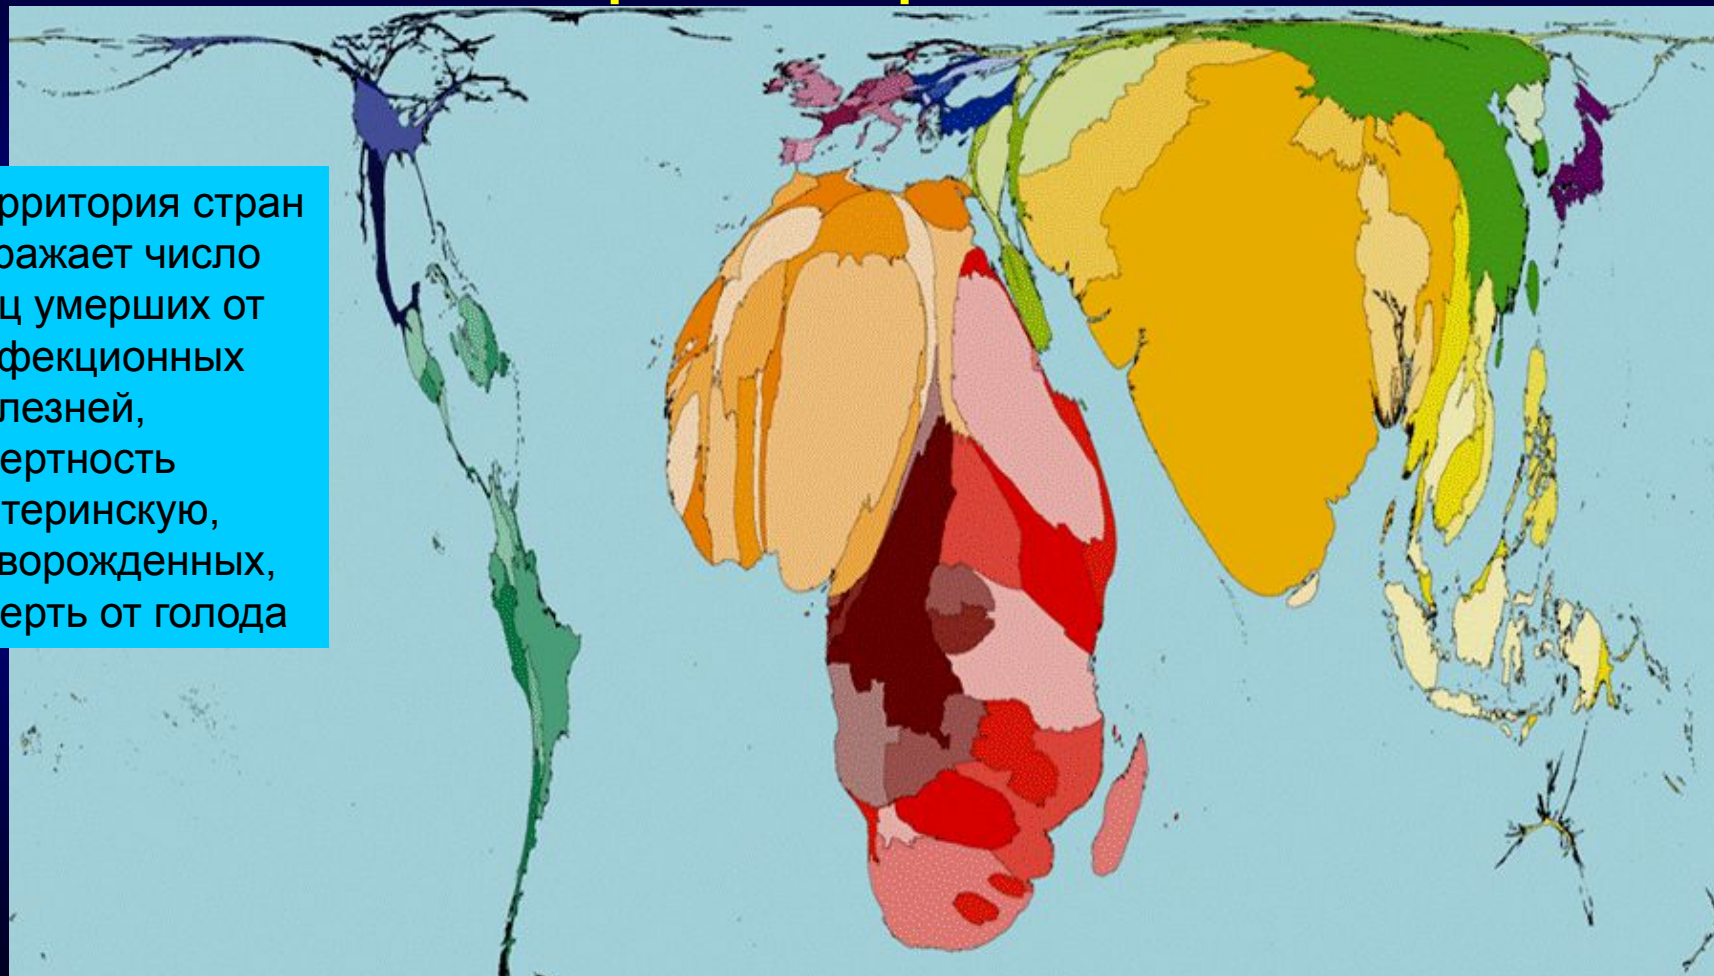 рритория стран
ражает число
ц умерших от
фекционных
лезней,
ертность
теринскую,
ворожденных,
ерть от голода